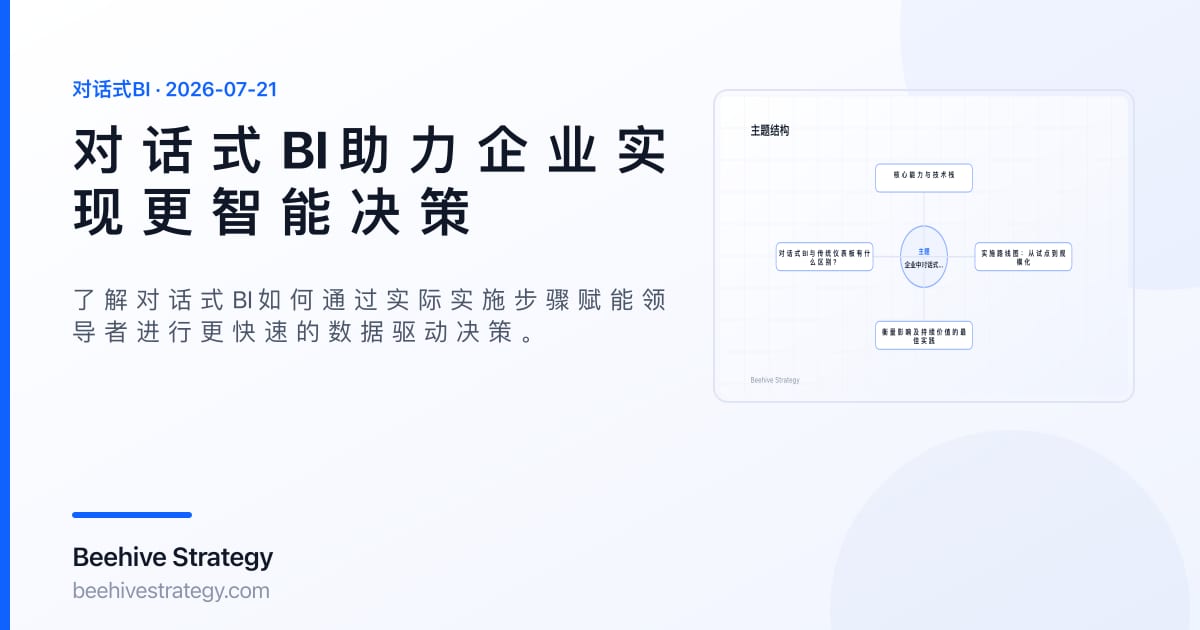 对话式BI · 2026-07-21
对话式BI助力企业实
现更智能决策
了解对话式BI如何通过实际实施步骤赋能领
导者进行更快速的数据驱动决策。
主题结构
核心能力与技术栈
对话式BI与传统仪表板有什
么区别？
主题
企业中对话式...
实施路线图：从试点到规
模化
衡量影响及持续价值的最
佳实践
Beehive Strategy
Beehive Strategy
beehivestrategy.com